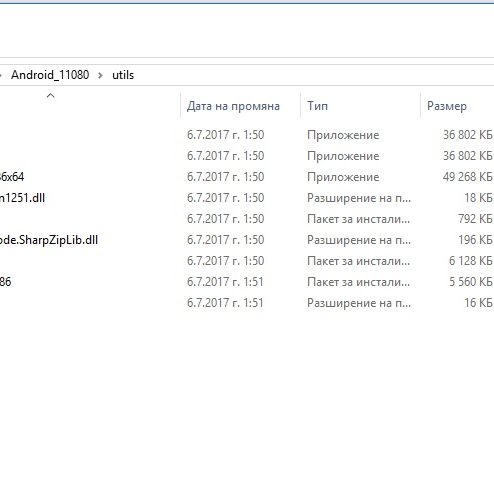 Android_11080 > utils
Дата на промяна Тип Размер
6.7.2017 г. 1:50 Приложение 36 802 КБ
6.7.2017 г. 1:50 Приложение 36 802 КБ
6x64 6.7.2017 г. 1:50 Приложение 49 268 КБ
n1251.dll 6.7.2017 г. 1:50 Разширение на п... 18 КБ
6.7.2017 г. 1:50 Пакет за инстали... 792 КБ
ode.SharpZipLib.dll 6.7.2017 г. 1:50 Разширение на п... 196 КБ
6.7.2017 г. 1:50 Пакет за инстали... 6 128 КБ
86 6.7.2017 г. 1:51 Пакет за инстали... 5 560 КБ
6.7.2017 г. 1:51 Разширение на п... 16 КБ